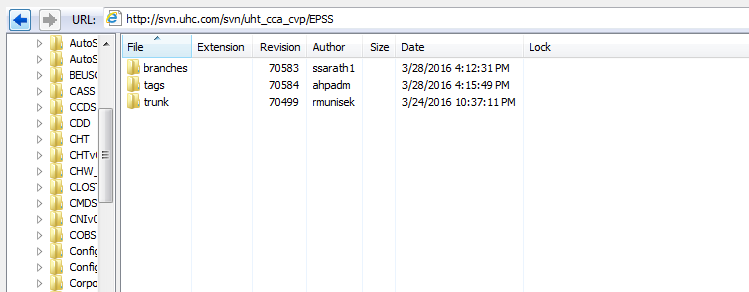 URL: http://svn.uhc.com/svn/uht_cca_cvp/EPSS
AutoS
AutoS
BEUSC
CASS
CCDS
CDD
CHT
CHTv
CHW_
CLOST
CMDS
CNIv0
COBS
Config
Config
Corpo
File Extension Revision Author Size Date Lock
branches 70583 ssarath1 3/28/2016 4:12:31 PM
tags 70584 ahpadm 3/28/2016 4:15:49 PM
trunk 70499 rmunisek 3/24/2016 10:37:11 PM